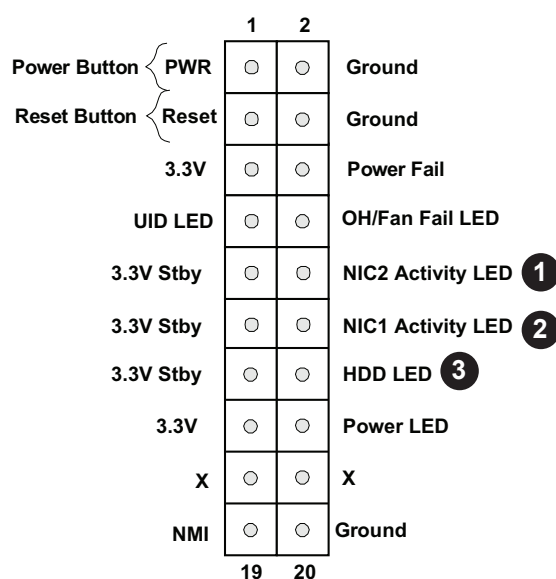 1 2
Power Button PWR Ground
Reset Button Reset Ground
3.3V Power Fail
UID LED OH/Fan Fail LED
3.3V Stby NIC2 Activity LED 1
3.3V Stby NIC1 Activity LED 2
3.3V Stby HDD LED 3
3.3V Power LED
X X
NMI Ground
19 20